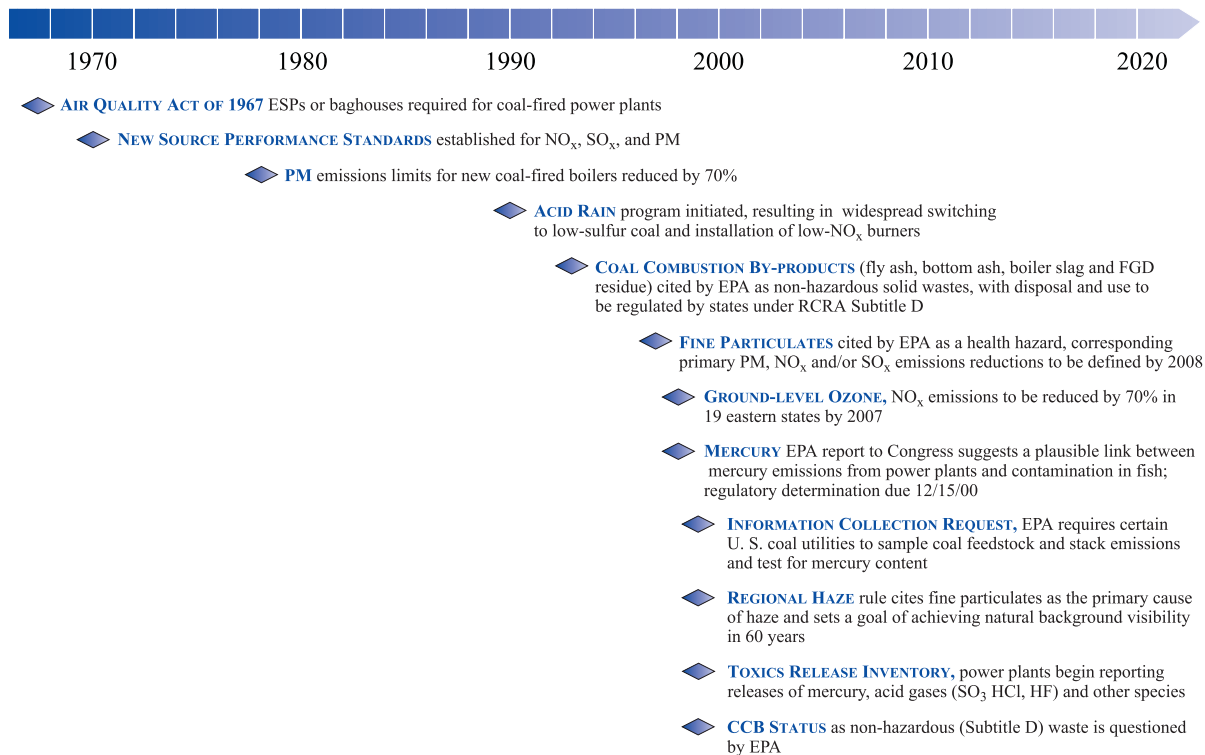 1970 1980 1990 2000 2010 2020
AIR QUALITY ACT OF 1967 ESPs or baghouses required for coal-fired power plants
NEW SOURCE PERFORMANCE STANDARDS established for NOx, SOx, and PM
PM emissions limits for new coal-fired boilers reduced by 70%
ACID RAIN program initiated, resulting in widespread switching
to low-sulfur coal and installation of low-NOx burners
COAL COMBUSTION BY-PRODUCTS (fly ash, bottom ash, boiler slag and FGD
residue) cited by EPA as non-hazardous solid wastes, with disposal and use to
be regulated by states under RCRA Subtitle D
FINE PARTICULATES cited by EPA as a health hazard, corresponding
primary PM, NOx and/or SOx emissions reductions to be defined by 2008
GROUND-LEVEL OZONE, NOx emissions to be reduced by 70% in
19 eastern states by 2007
MERCURY EPA report to Congress suggests a plausible link between
mercury emissions from power plants and contamination in fish;
regulatory determination due 12/15/00
INFORMATION COLLECTION REQUEST, EPA requires certain
U. S. coal utilities to sample coal feedstock and stack emissions
and test for mercury content
REGIONAL HAZE rule cites fine particulates as the primary cause
of haze and sets a goal of achieving natural background visibility
in 60 years
TOXICS RELEASE INVENTORY, power plants begin reporting
releases of mercury, acid gases (SO3 HCl, HF) and other species
CCB STATUS as non-hazardous (Subtitle D) waste is questioned
by EPA